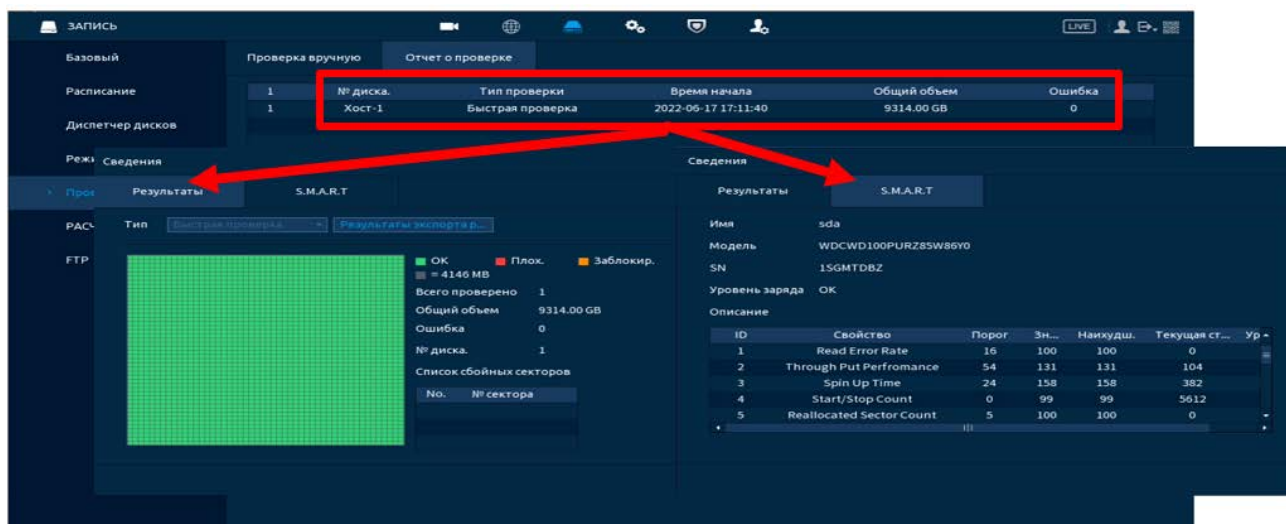 ЗАПИСЬ
LIVE
Базовый
Проверка вручную Отчет о проверке
Расписание
1 № диска. Тип проверки Время начала Общий объем Ошибка
1 Хост-1 Быстрая проверка 2022-06-17 17:11:40 9314.00 GB 0
Диспетчер дисков
Режи
Про
РАСЧ
FTP
Сведения
Результаты S.M.A.R.T
Тип Быстрая проверка. Результаты экспорта р...
OK Плох. Заблокир.
= 4146 MB
Всего проверено 1
Общий объем 9314.00 GB
Ошибка 0
№ диска. 1
Список сбойных секторов
No. № сектора
Сведения
Результаты S.M.A.R.T
Имя sda
Модель WDCWD100PURZ85W86Y0
SN 1SGMTDBZ
Уровень заряда OK
Описание
ID Свойство Порог Зн... Наихудш. Текущая ст... Ур
1 Read Error Rate 16 100 100 0
2 Through Put Perfromance 54 131 131 104
3 Spin Up Time 24 158 158 382
4 Start/Stop Count 0 99 99 5612
5 Reallocated Sector Count 5 100 100 0